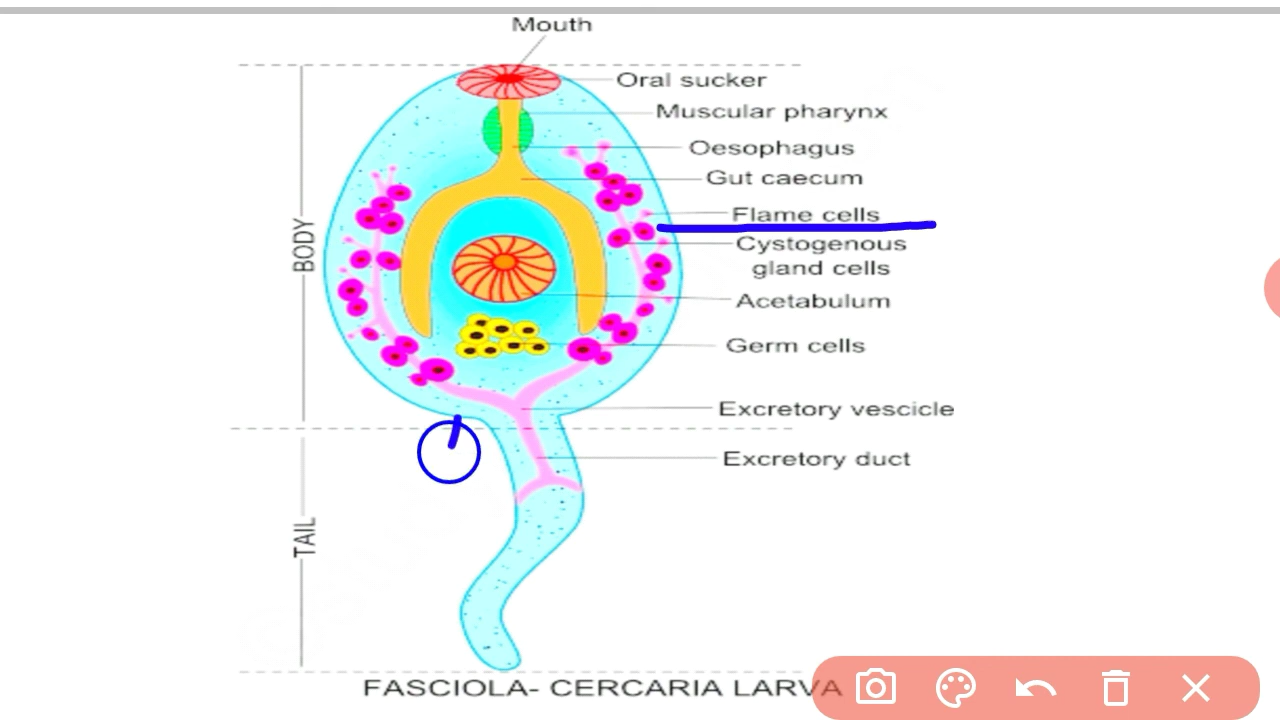 Mouth
Oral sucker
Muscular pharynx
Oesophagus
Gut caecum
Flame cells
Cystogenous
gland cells
Acetabulum
Germ cells
Excretory vescicle
Excretory duct
BODY
TAIL
FASCIOLA- CERCARIA LARVA